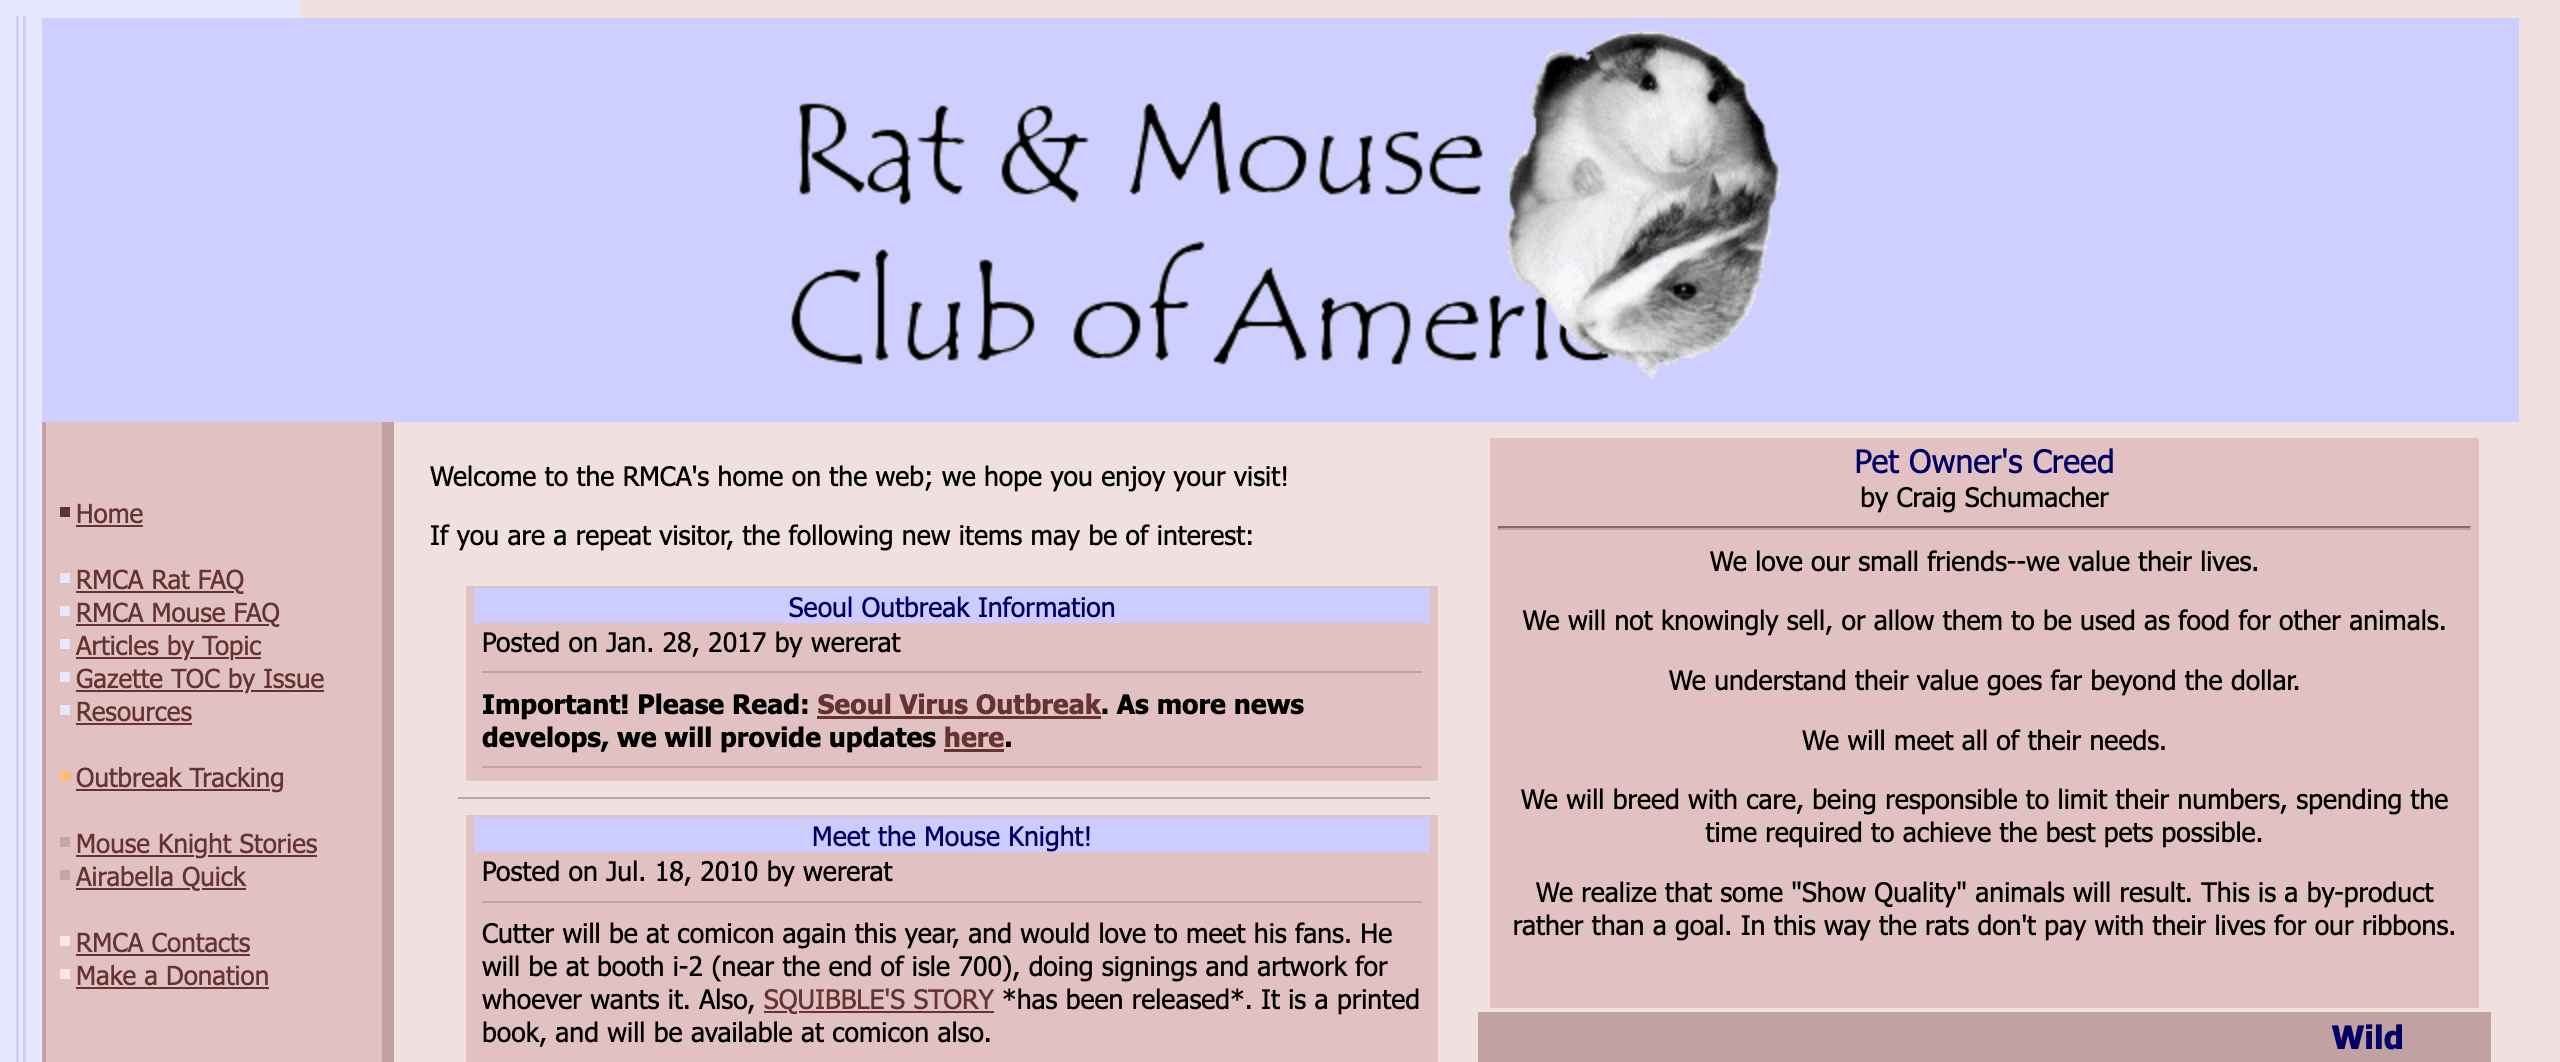 Rat & Mouse
Club of Americ
Home
RMCA Rat FAQ
RMCA Mouse FAQ
Articles by Topic
Gazette TOC by Issue
Resources
Outbreak Tracking
Mouse Knight Stories
Airabella Quick
RMCA Contacts
Make a Donation
Welcome to the RMCA's home on the web; we hope you enjoy your visit!
If you are a repeat visitor, the following new items may be of interest:
Seoul Outbreak Information
Posted on Jan. 28, 2017 by wererat
Important! Please Read: Seoul Virus Outbreak. As more news
develops, we will provide updates here.
Meet the Mouse Knight!
Posted on Jul. 18, 2010 by wererat
Cutter will be at comicon again this year, and would love to meet his fans. He
will be at booth i-2 (near the end of isle 700), doing signings and artwork for
whoever wants it. Also, SQUIBBLE'S STORY *has been released*. It is a printed
book, and will be available at comicon also.
Pet Owner's Creed
by Craig Schumacher
We love our small friends--we value their lives.
We will not knowingly sell, or allow them to be used as food for other animals.
We understand their value goes far beyond the dollar.
We will meet all of their needs.
We will breed with care, being responsible to limit their numbers, spending the
time required to achieve the best pets possible.
We realize that some "Show Quality" animals will result. This is a by-product
rather than a goal. In this way the rats don't pay with their lives for our ribbons.
Wild